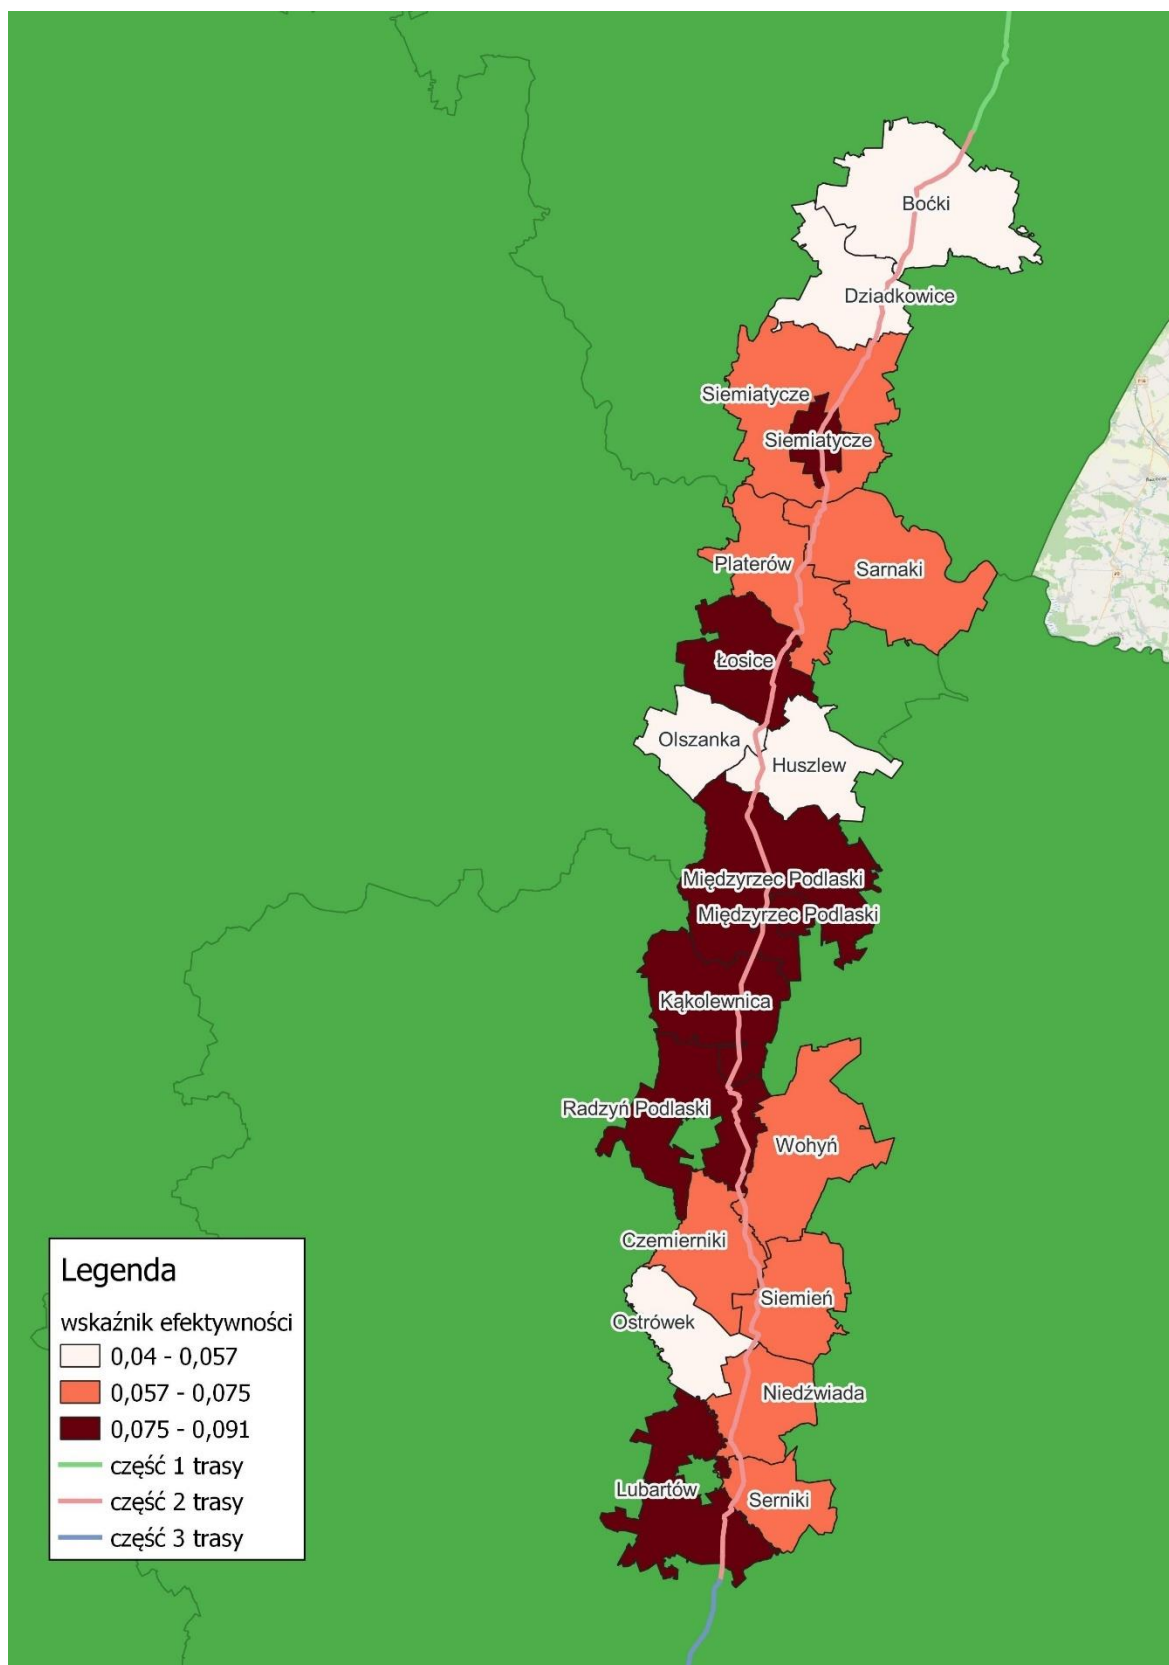 Boćki
Dziadkowice
Siemiatycze
Siemiatycze
Platerów
Sarnaki
Łosice
Olszanka
Huszlew
Międzyrzec Podlaski
Międzyrzec Podlaski
Kąkolewnica
Radzyń Podlaski
Wohyń
Czemierniki
Siemień
Ostrówek
Niedźwiada
Lubartów
Serniki
Legenda
wskaźnik efektywności
0,04 - 0,057
0,057 - 0,075
0,075 - 0,091
część 1 trasy
część 2 trasy
część 3 trasy